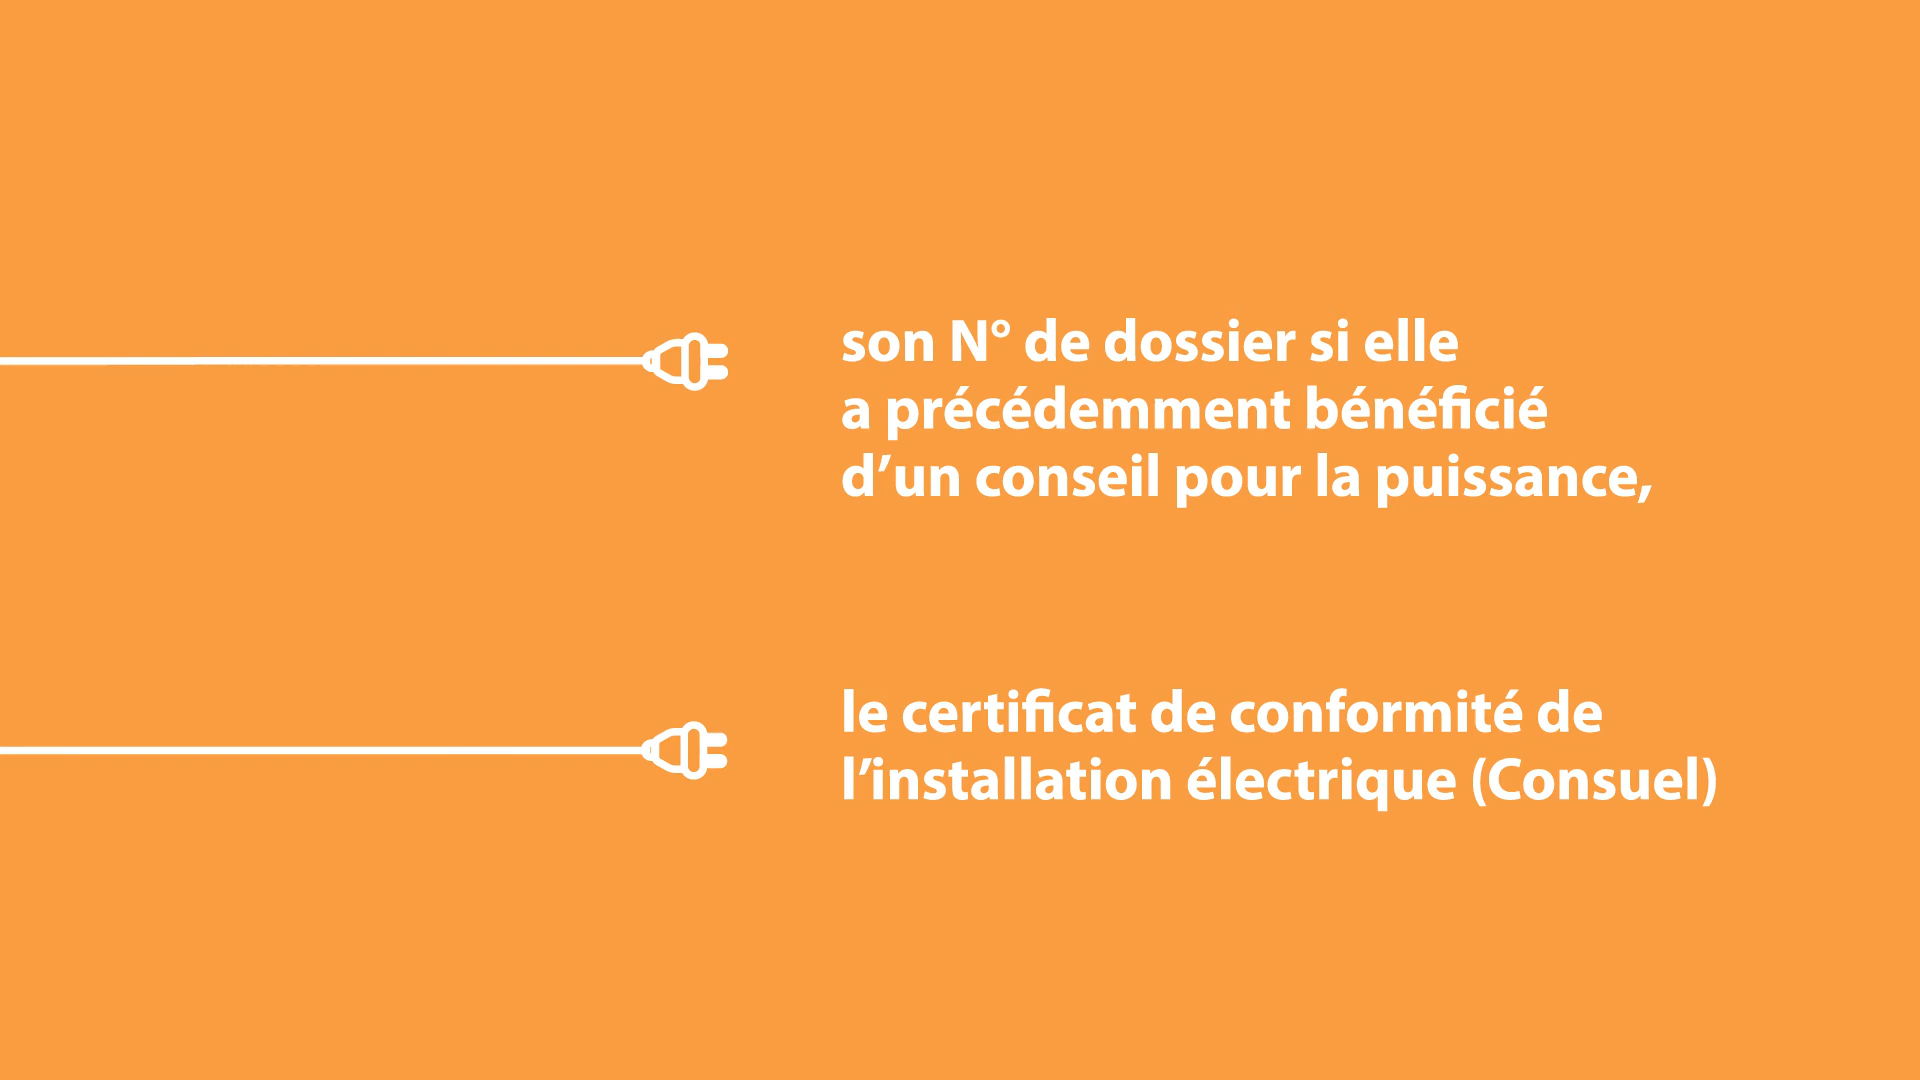 son N° de dossier si elle
a précédemment bénéficié
d’un conseil pour la puissance,
le certificat de conformité de
l’installation électrique (Consuel)